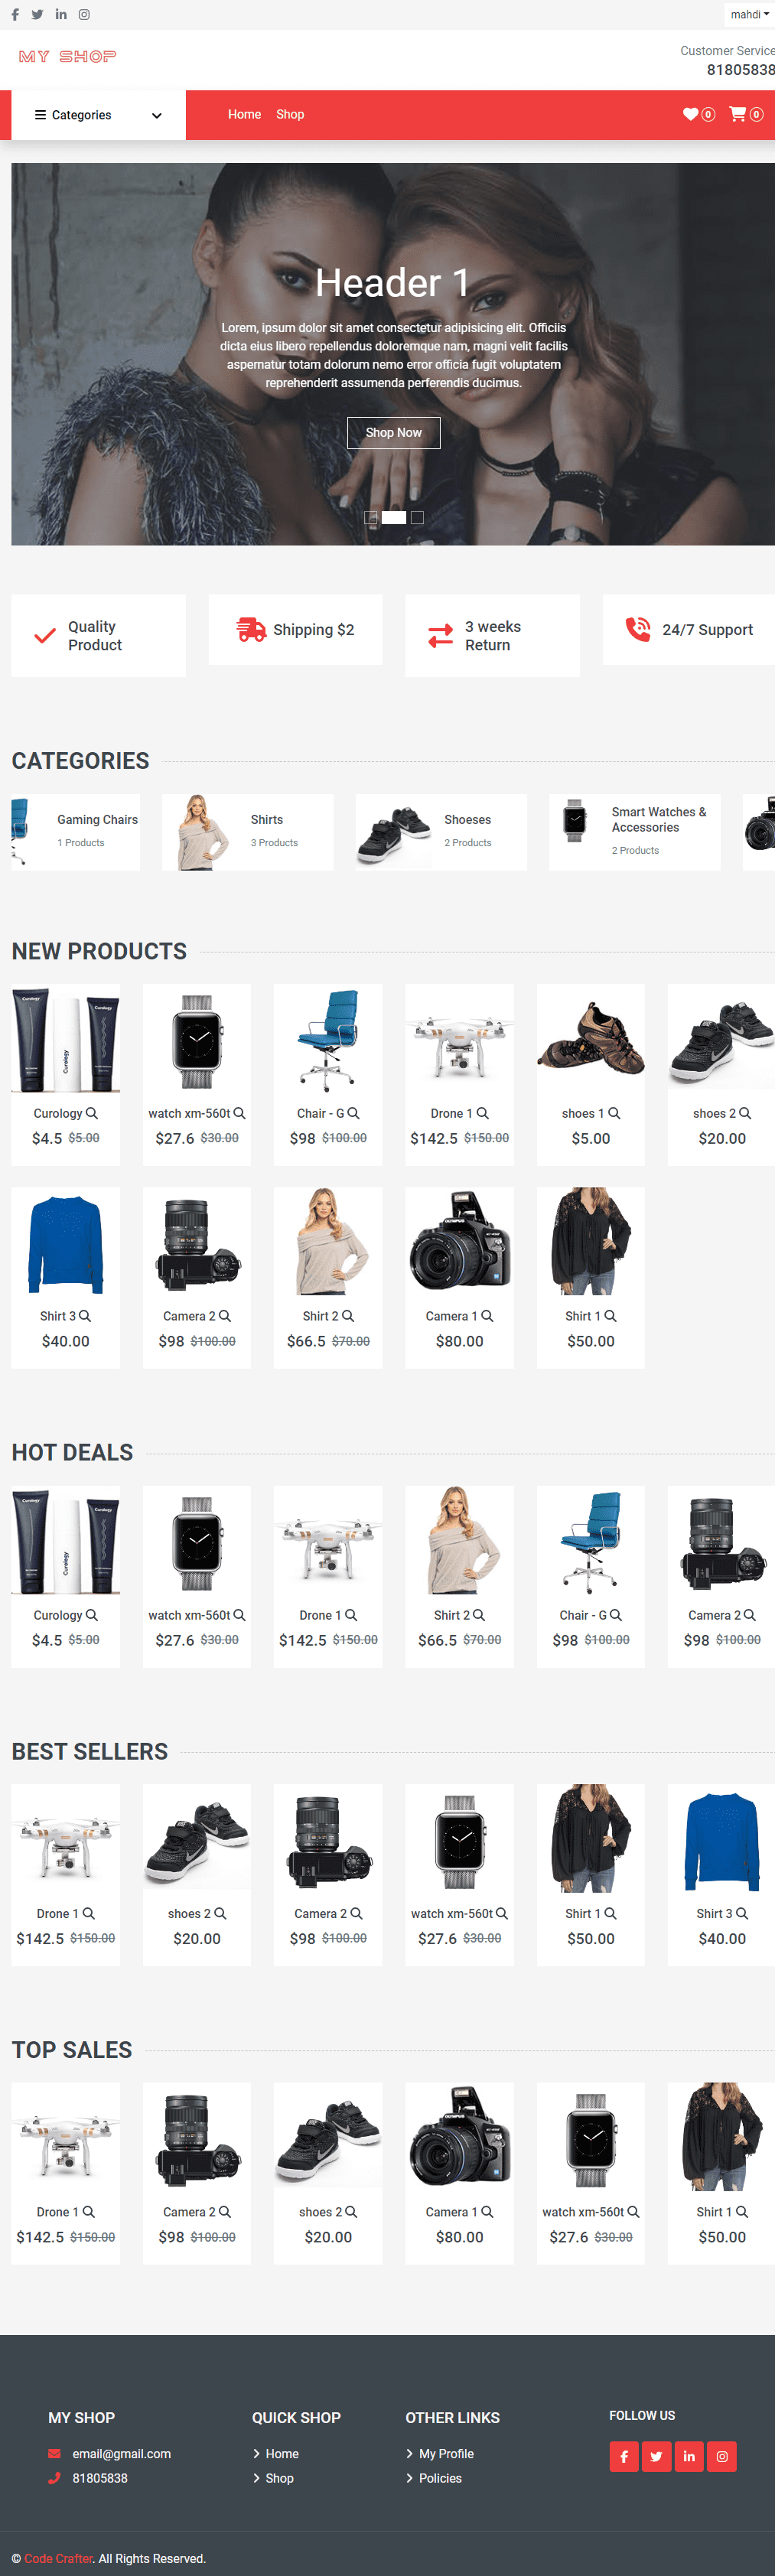 mahdi
MY SHOP
Customer Service
81805838
Categories
Home
Shop
0
0
Header 1
Lorem, ipsum dolor sit amet consectetur adipisicing elit. Officiis
dicta eius libero repellendus doloremque nam, magni velit facilis
aspernatur totam dolorum nemo error officia fugit voluptatem
reprehenderit assumenda perferendis ducimus.
Shop Now
Quality
Product
Shipping $2
3 weeks
Return
24/7 Support
CATEGORIES
Gaming Chairs
1 Products
Shirts
3 Products
Shoeses
2 Products
Smart Watches &
Accessories
2 Products
NEW PRODUCTS
Curology
Curology
Curology
Curology
$4.5 $5.00
watch xm-560t
$27.6 $30.00
Chair - G
$98 $100.00
Drone 1
$142.5 $150.00
shoes 1
$5.00
shoes 2
$20.00
Shirt 3
$40.00
Camera 2
$98 $100.00
Shirt 2
$66.5 $70.00
OLYMPUS
Camera 1
$80.00
Shirt 1
$50.00
HOT DEALS
Curology
Curology
Curology
Curology
$4.5 $5.00
watch xm-560t
$27.6 $30.00
Drone 1
$142.5 $150.00
Shirt 2
$66.5 $70.00
Chair - G
$98 $100.00
Camera 2
$98 $100.00
BEST SELLERS
Drone 1
$142.5 $150.00
shoes 2
$20.00
Camera 2
$98 $100.00
watch xm-560t
$27.6 $30.00
Shirt 1
$50.00
Shirt 3
$40.00
TOP SALES
Drone 1
$142.5 $150.00
Camera 2
$98 $100.00
shoes 2
$20.00
OLYMPUS
Camera 1
$80.00
watch xm-560t
$27.6 $30.00
Shirt 1
$50.00
MY SHOP
email@gmail.com
81805838
QUICK SHOP
Home
Shop
OTHER LINKS
My Profile
Policies
FOLLOW US
© Code Crafter. All Rights Reserved.